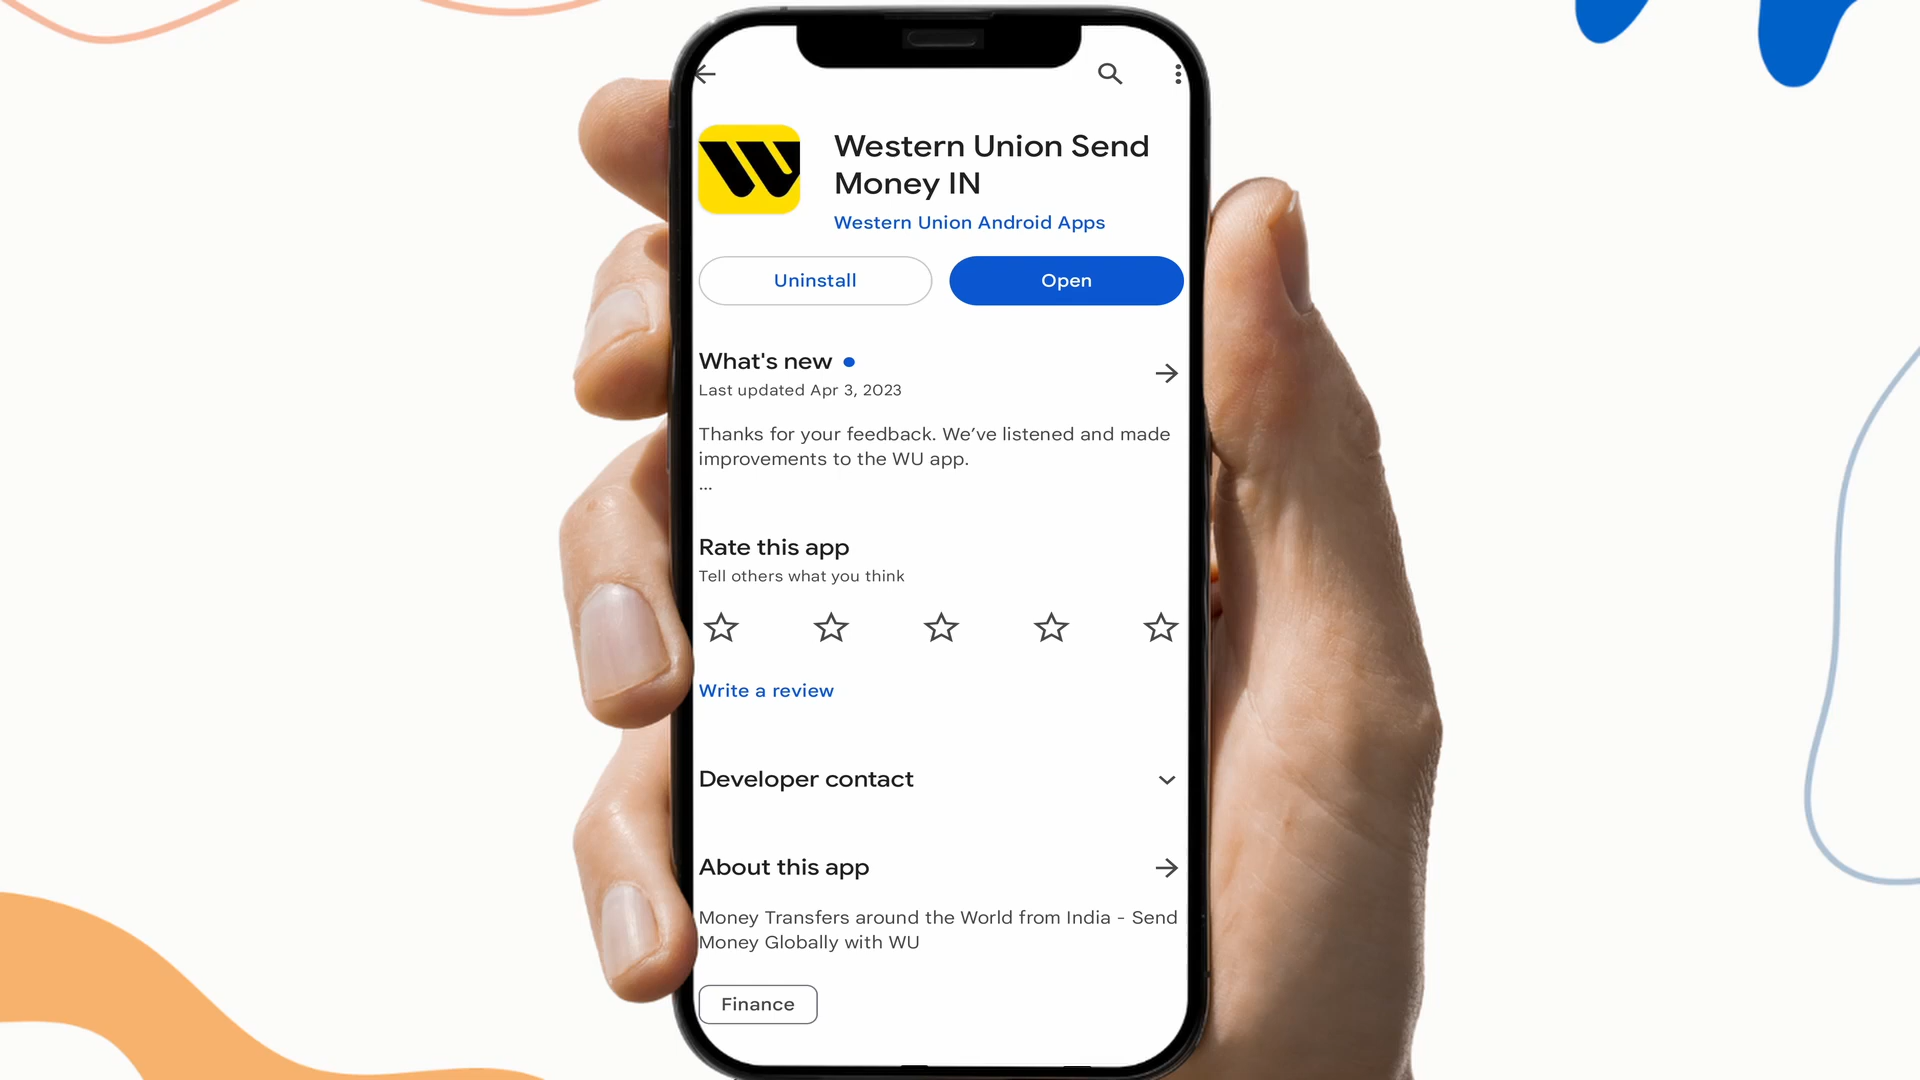 Western Union Send
Money IN
Western Union Android Apps
Uninstall
Open
What's new
Last updated Apr 3, 2023
Thanks for your feedback. We’ve listened and made
improvements to the WU app.
...
Rate this app
Tell others what you think
Write a review
Developer contact
About this app
Money Transfers around the World from India - Send
Money Globally with WU
Finance